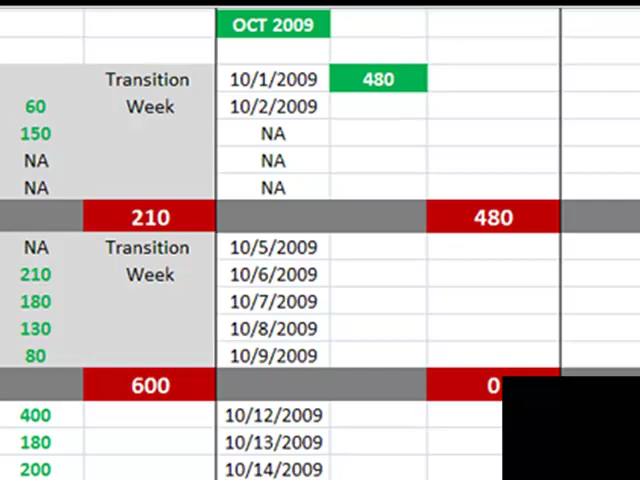 OCT 2009
Transition 10/1/2009 480
60 Week 10/2/2009
150 NA
NA NA
NA NA
210 480
NA Transition 10/5/2009
210 Week 10/6/2009
180 10/7/2009
130 10/8/2009
80 10/9/2009
600 0
400 10/12/2009
180 10/13/2009
200 10/14/2009